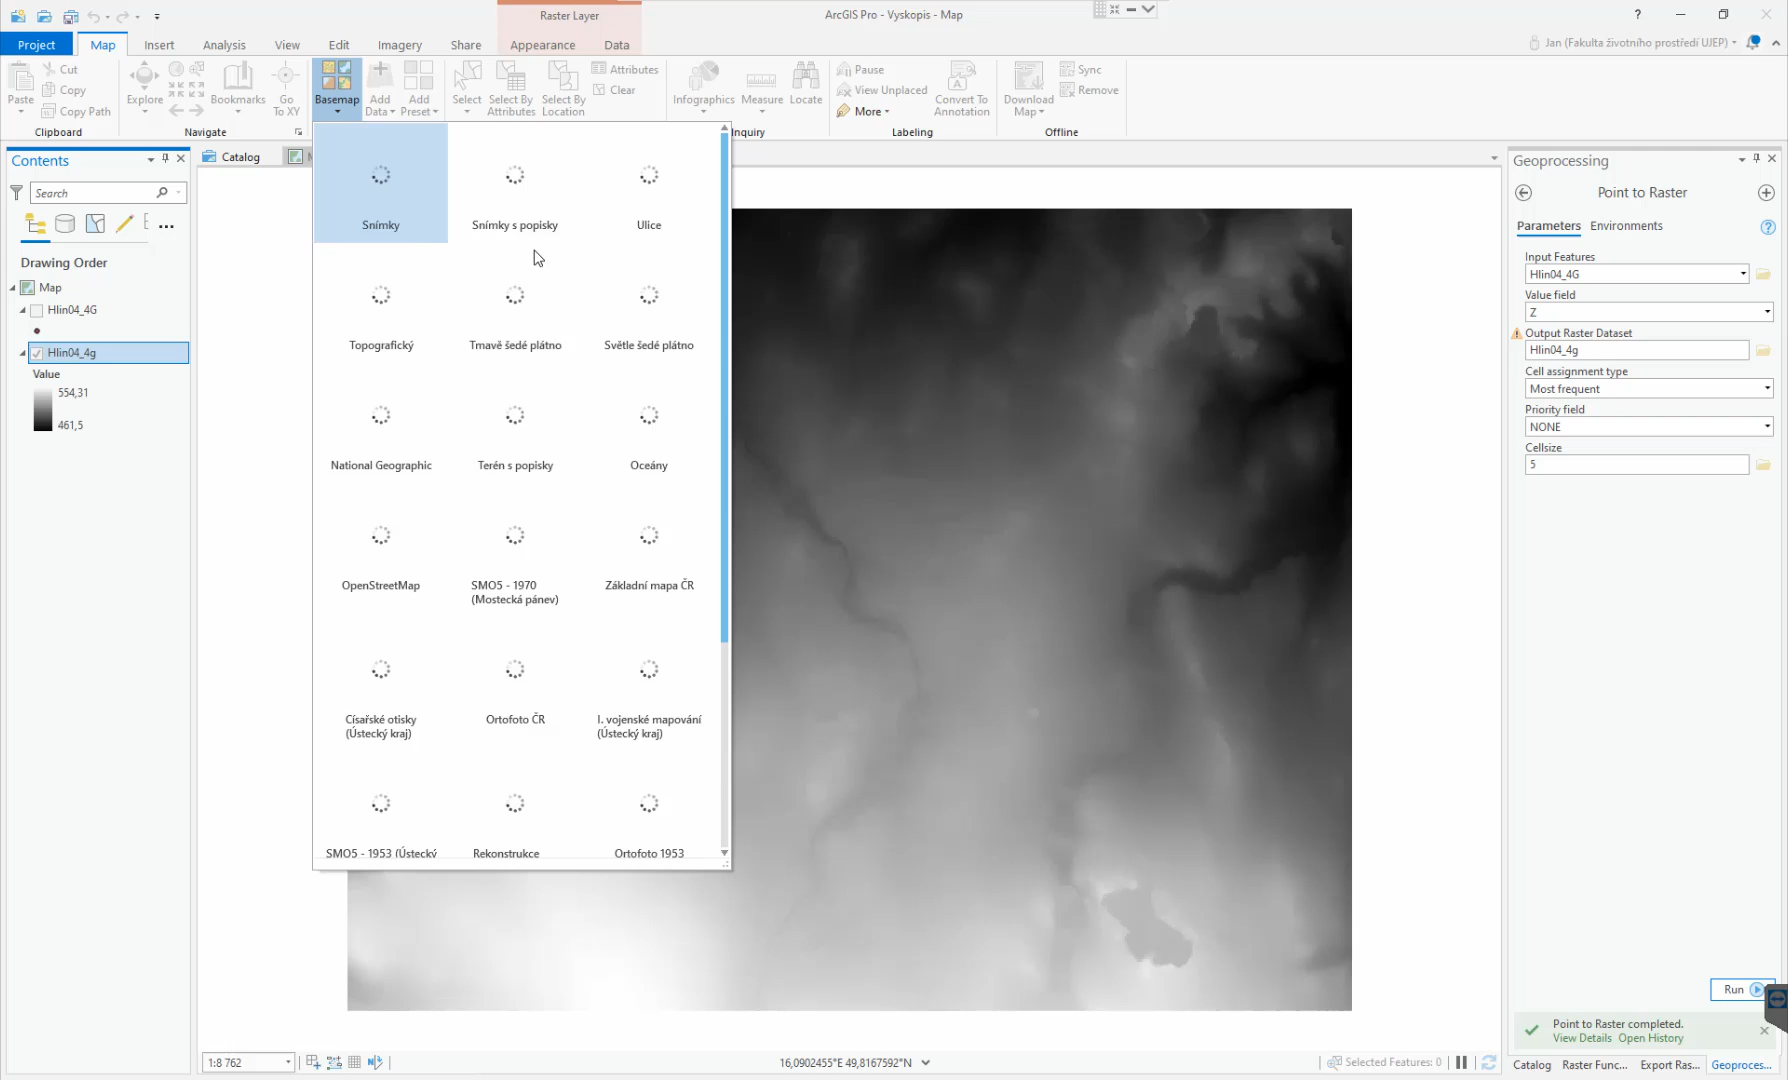 Raster Layer
ArcGIS Pro - Vyskopis - Map
?
Project
Map
Insert
Analysis
View
Edit
Imagery
Share
Appearance
Data
Jan (Fakulta životního prostředí UJEP)
Paste
Cut
Copy
Copy Path
Clipboard
Explore
Bookmarks
Go
To XY
Navigate
Basemap
Add
Data
Add
Preset
Select
Select By
Attributes
Select By
Location
Attributes
Clear
Infographics
Measure
Locate
Inquiry
Pause
View Unplaced
More
Convert To
Annotation
Labeling
Download
Map
Sync
Remove
Offline
Contents
Search
Drawing Order
Map
Hlin04_4G
Hlin04_4g
Value
554,31
461,5
Catalog
Snímky
Snímky s popisky
Ulice
Topografický
Tmavě šedé plátno
Světle šedé plátno
National Geographic
Terén s popisky
Oceány
OpenStreetMap
SMO5 - 1970
(Mostecká pánev)
Základní mapa ČR
Císařské otisky
(Ústecký kraj)
Ortofoto ČR
I. vojenské mapování
(Ústecký kraj)
SMO5 - 1953 (Ústecký
Rekonstrukce
Ortofoto 1953
1:8 762
16,0902455°E 49,8167592°N
Selected Features: 0
Geoprocessing
Point to Raster
Parameters
Environments
?
Input Features
Hlin04_4G
Value field
Z
Output Raster Dataset
Hlin04_4g
Cell assignment type
Most frequent
Priority field
NONE
Cellsize
5
Run
Point to Raster completed.
View Details Open History
Catalog
Raster Func...
Export Ras...
Geoproces...